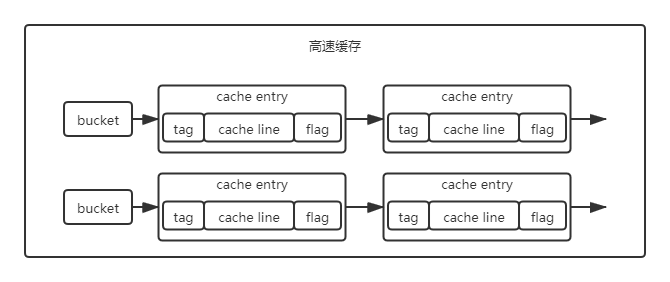 高速缓存
cache entry
cache entry
bucket
tag
cache line
flag
tag
cache line
flag
cache entry
cache entry
bucket
tag
cache line
flag
tag
cache line
flag